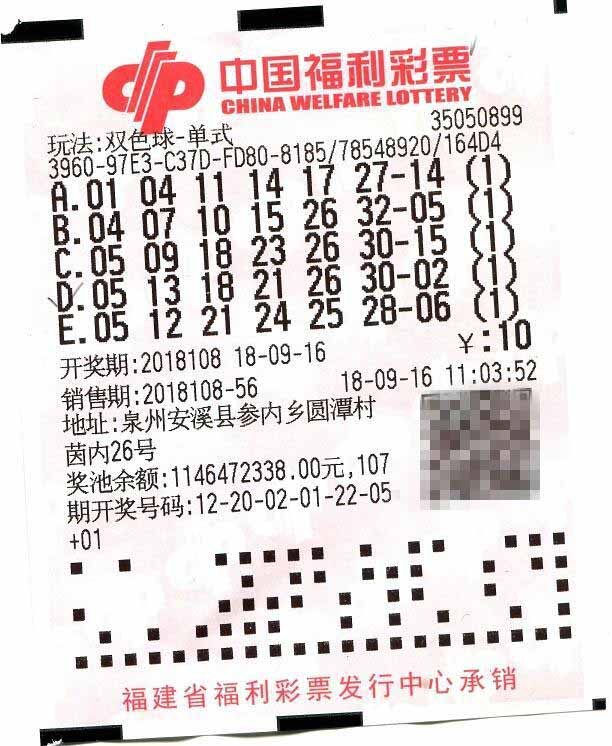 中国福利彩票
CHINA WELFARE LOTTERY
玩法:双色球-单式 35050899
3960-97E3-C37D-FD80-8185/78548920/164D4
A.01 04 11 14 17 27-14 (1)
B.04 07 10 15 26 32-05 (1)
C.05 09 18 23 26 30-15 (1)
D.05 13 18 21 26 30-02 (1)
E.05 12 21 24 25 28-06 (1)
¥:10
开奖期:2018108 18-09-16
销售期:2018108-56 18-09-16 11:03:52
地址:泉州安溪县参内乡圆潭村
茵内26号
奖池余额:1146472338.00元,107
期开奖号码:12-20-02-01-22-05
+01
福建省福利彩票发行中心承销